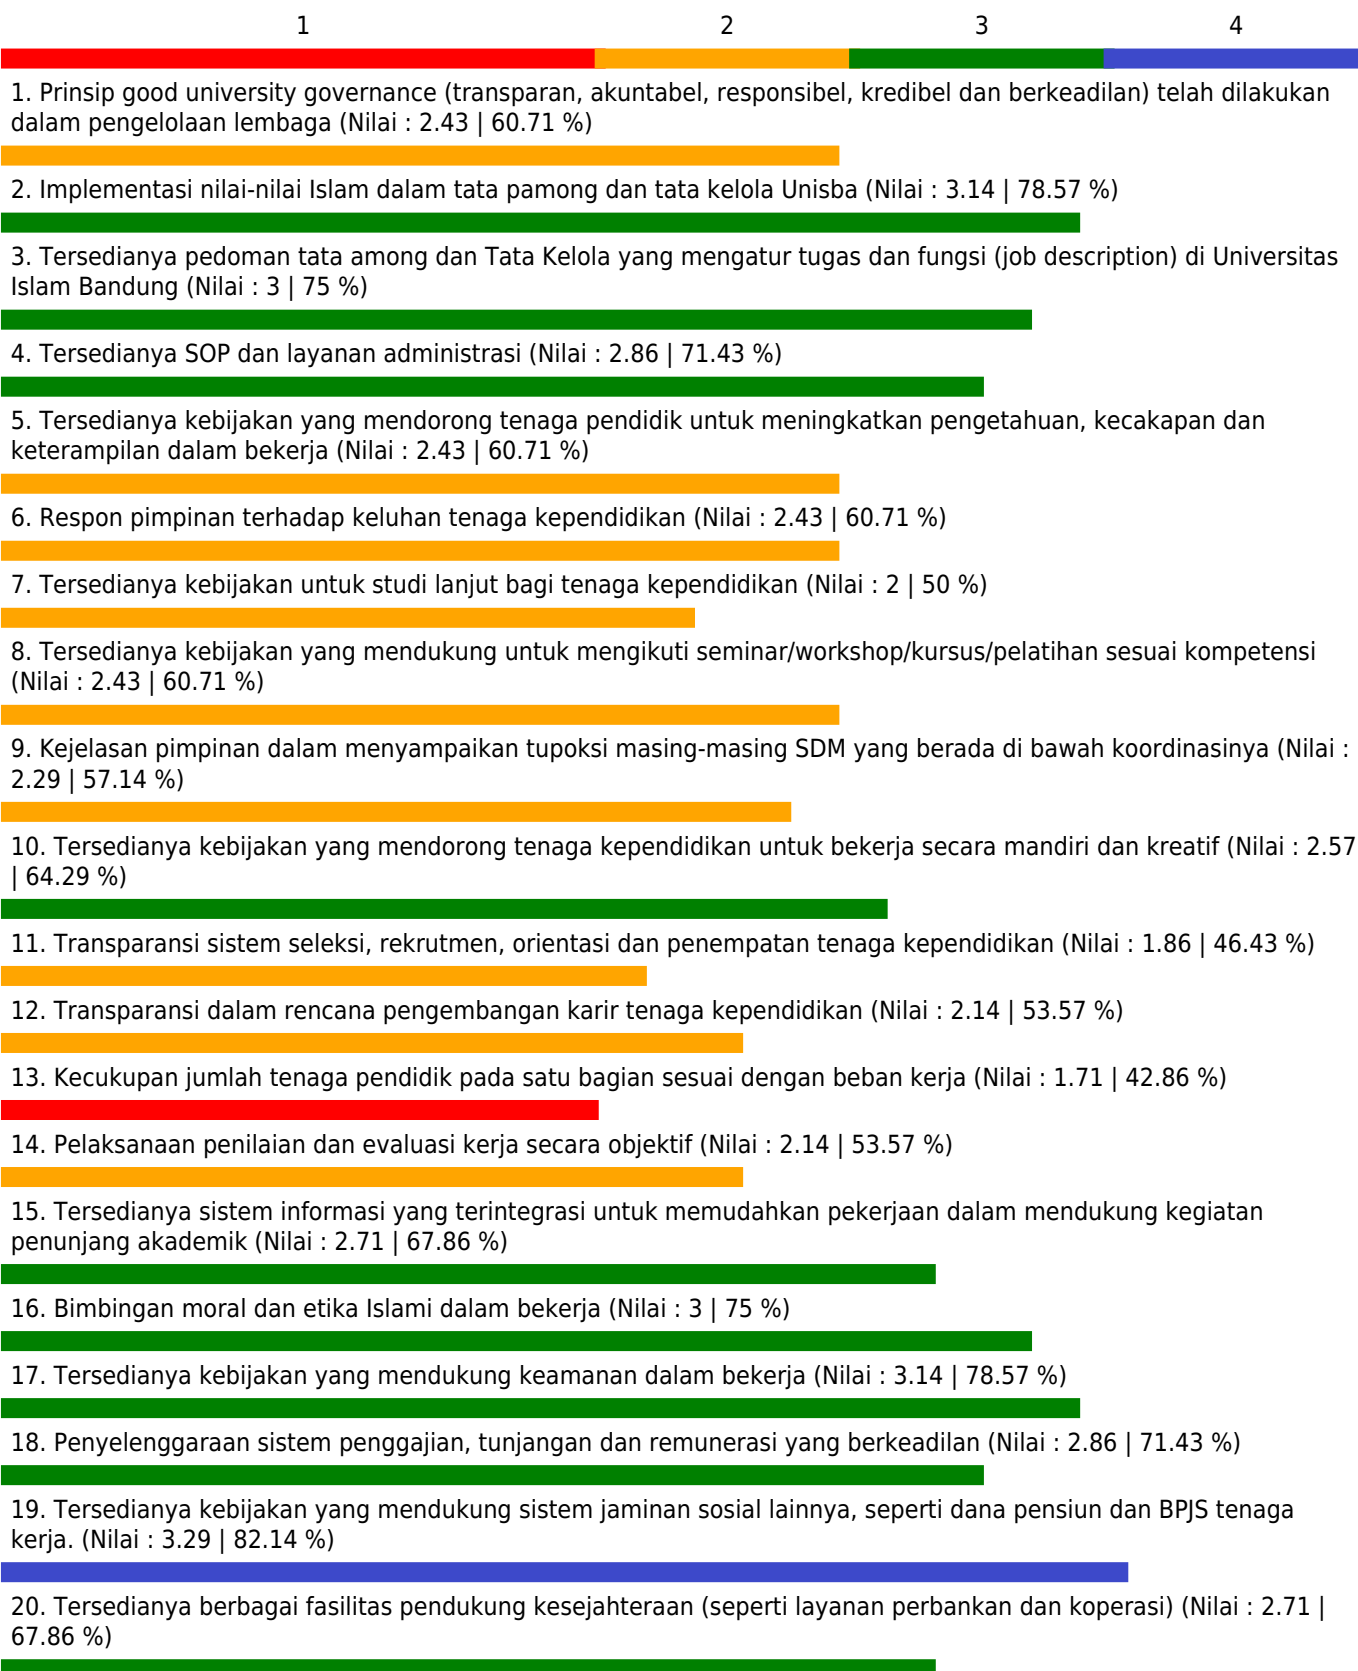 1 2 3 4
1. Prinsip good university governance (transparan, akuntabel, responsibel, kredibel dan berkeadilan) telah dilakukan
dalam pengelolaan lembaga (Nilai : 2.43 | 60.71 %)
2. Implementasi nilai-nilai Islam dalam tata pamong dan tata kelola Unisba (Nilai : 3.14 | 78.57 %)
3. Tersedianya pedoman tata among dan Tata Kelola yang mengatur tugas dan fungsi (job description) di Universitas
Islam Bandung (Nilai : 3 | 75 %)
4. Tersedianya SOP dan layanan administrasi (Nilai : 2.86 | 71.43 %)
5. Tersedianya kebijakan yang mendorong tenaga pendidik untuk meningkatkan pengetahuan, kecakapan dan
keterampilan dalam bekerja (Nilai : 2.43 | 60.71 %)
6. Respon pimpinan terhadap keluhan tenaga kependidikan (Nilai : 2.43 | 60.71 %)
7. Tersedianya kebijakan untuk studi lanjut bagi tenaga kependidikan (Nilai : 2 | 50 %)
8. Tersedianya kebijakan yang mendukung untuk mengikuti seminar/workshop/kursus/pelatihan sesuai kompetensi
(Nilai : 2.43 | 60.71 %)
9. Kejelasan pimpinan dalam menyampaikan tupoksi masing-masing SDM yang berada di bawah koordinasinya (Nilai :
2.29 | 57.14 %)
10. Tersedianya kebijakan yang mendorong tenaga kependidikan untuk bekerja secara mandiri dan kreatif (Nilai : 2.57
| 64.29 %)
11. Transparansi sistem seleksi, rekrutmen, orientasi dan penempatan tenaga kependidikan (Nilai : 1.86 | 46.43 %)
12. Transparansi dalam rencana pengembangan karir tenaga kependidikan (Nilai : 2.14 | 53.57 %)
13. Kecukupan jumlah tenaga pendidik pada satu bagian sesuai dengan beban kerja (Nilai : 1.71 | 42.86 %)
14. Pelaksanaan penilaian dan evaluasi kerja secara objektif (Nilai : 2.14 | 53.57 %)
15. Tersedianya sistem informasi yang terintegrasi untuk memudahkan pekerjaan dalam mendukung kegiatan
penunjang akademik (Nilai : 2.71 | 67.86 %)
16. Bimbingan moral dan etika Islami dalam bekerja (Nilai : 3 | 75 %)
17. Tersedianya kebijakan yang mendukung keamanan dalam bekerja (Nilai : 3.14 | 78.57 %)
18. Penyelenggaraan sistem penggajian, tunjangan dan remunerasi yang berkeadilan (Nilai : 2.86 | 71.43 %)
19. Tersedianya kebijakan yang mendukung sistem jaminan sosial lainnya, seperti dana pensiun dan BPJS tenaga
kerja. (Nilai : 3.29 | 82.14 %)
20. Tersedianya berbagai fasilitas pendukung kesejahteraan (seperti layanan perbankan dan koperasi) (Nilai : 2.71 |
67.86 %)